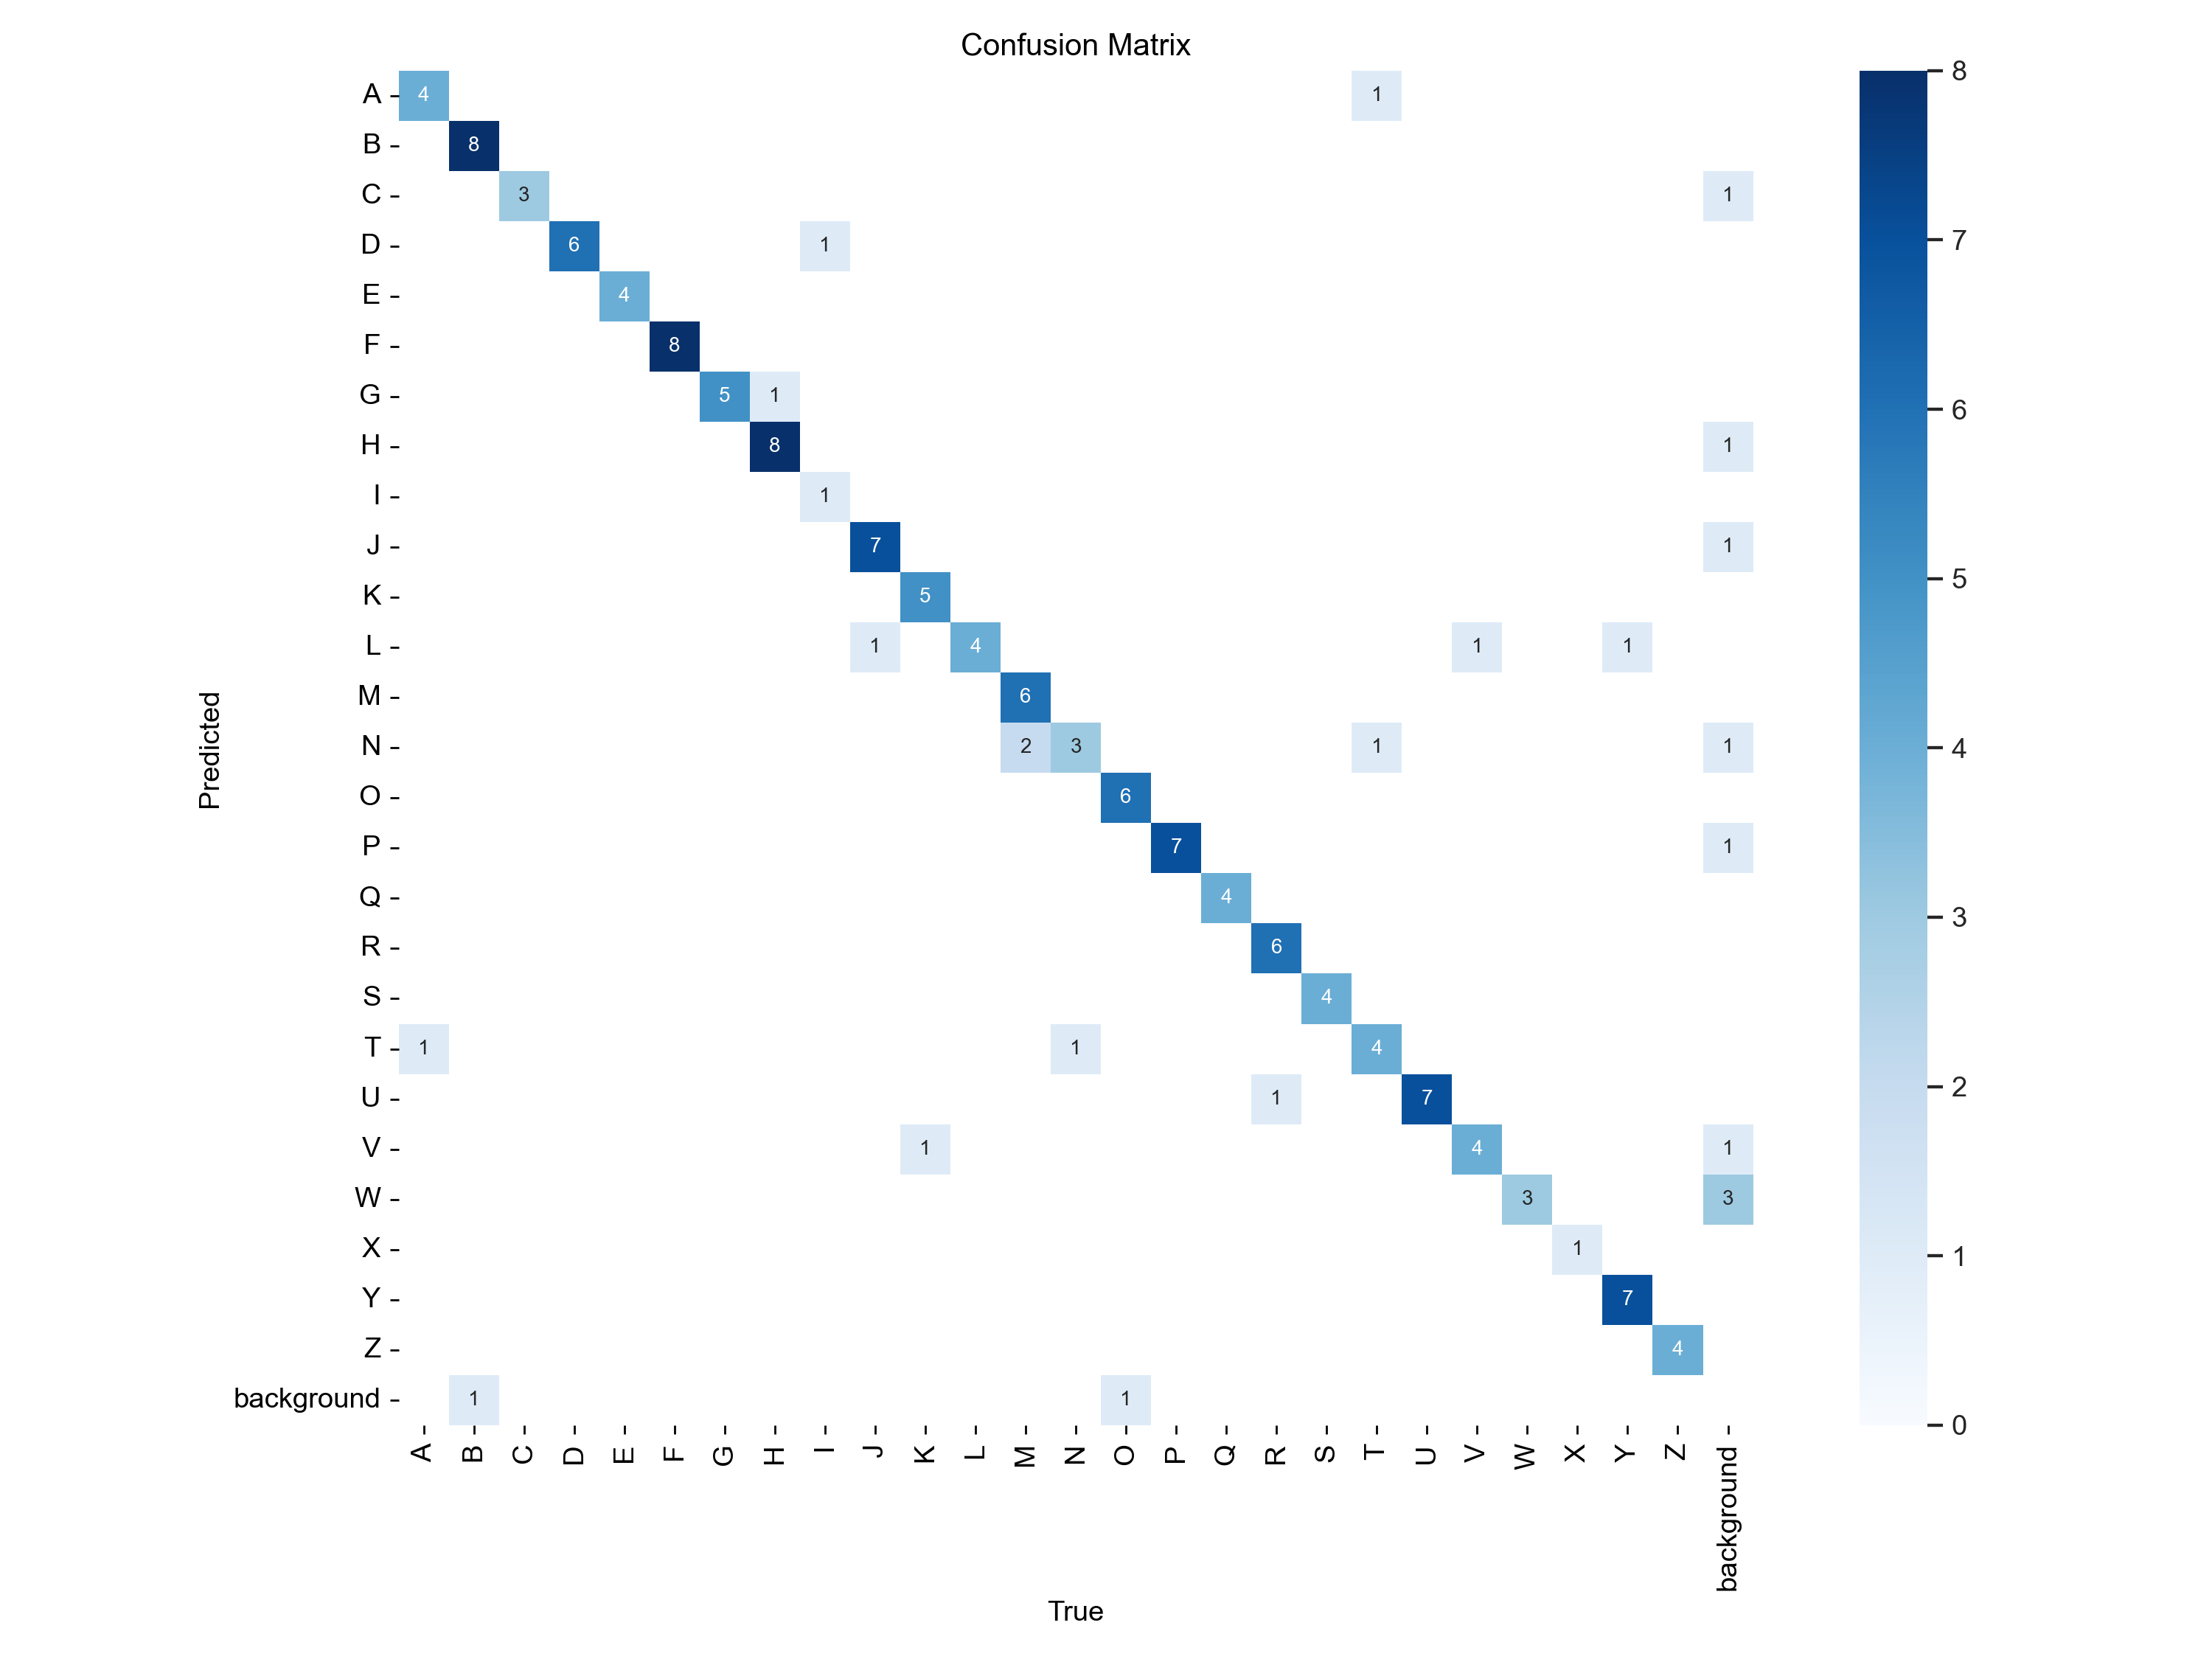 Confusion Matrix
A 4 1
B 8
C 3 1
D 6 1
E 4
F 8
G 5 1
H 8 1
I 1
J 7 1
K 5
L 1 4 1 1
M 6
N 2 3 1 1
O 6
P 7 1
Q 4
R 6
S 4
T 1 1 4
U 1 7
V 1 4 1
W 3 3
X 1
Y 7
Z 4
background 1 1
A B C D E F G H I J K L M N O P Q R S T U V W X Y Z background
True
Predicted
8
7
6
5
4
3
2
1
0